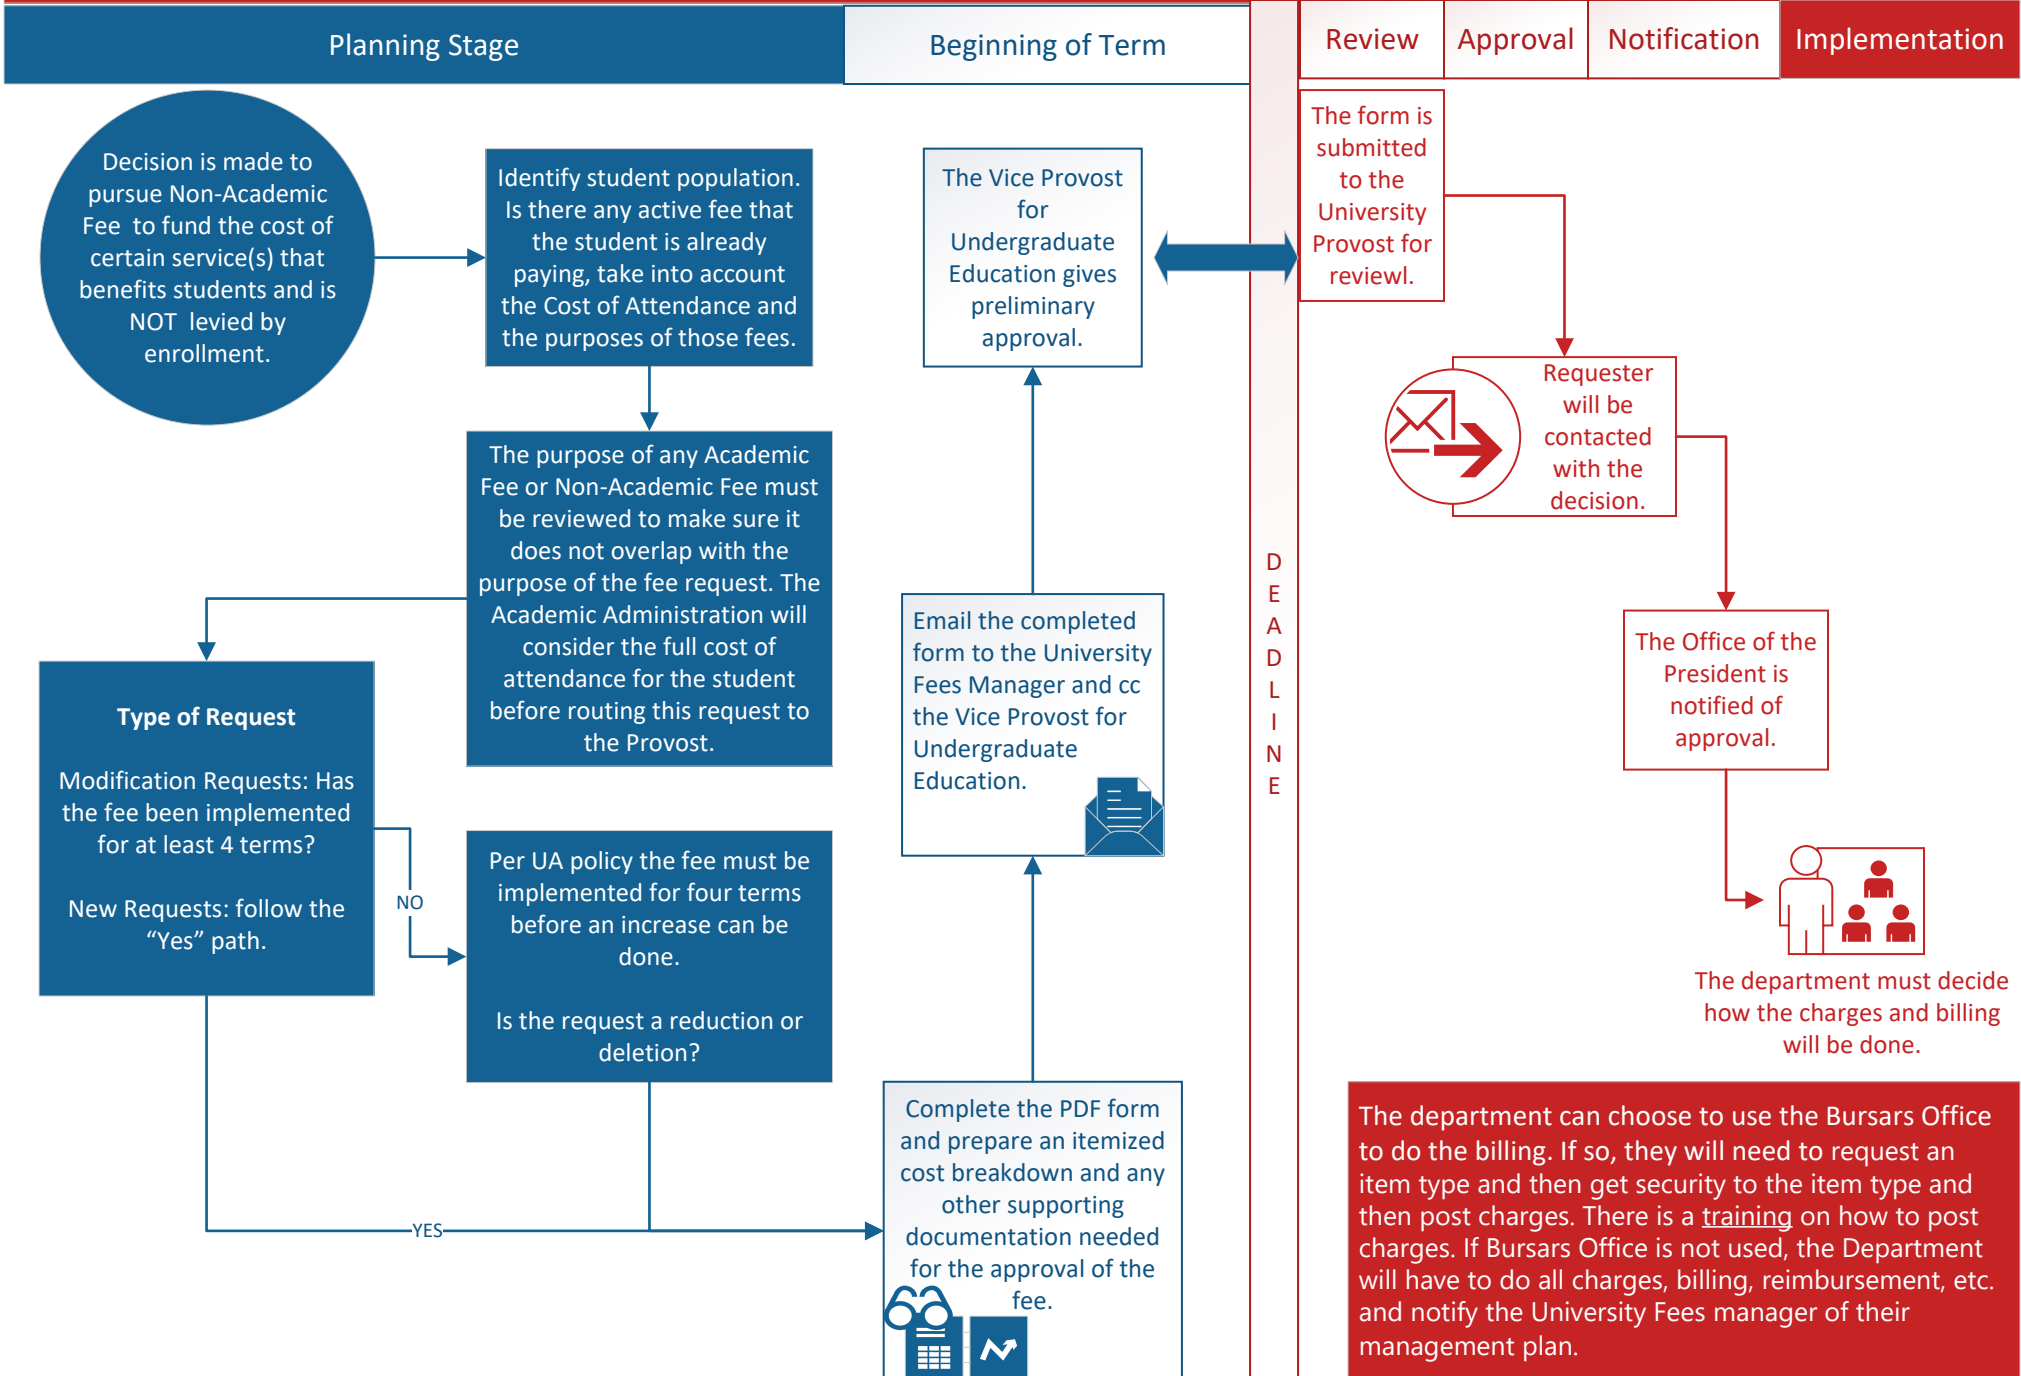 Planning Stage
Beginning of Term
Review
Approval
Notification
Implementation
Decision is made to
pursue Non-Academic
Fee  to fund the cost of
certain service(s) that
benefits students and is
NOT  levied by
enrollment.
Identify student population.
Is there any active fee that
the student is already
paying, take into account
the Cost of Attendance and
the purposes of those fees.
The purpose of any Academic
Fee or Non-Academic Fee must
be reviewed to make sure it
does not overlap with the
purpose of the fee request. The
Academic Administration will
consider the full cost of
attendance for the student
before routing this request to
the Provost.
Type of Request
Modification Requests: Has
the fee been implemented
for at least 4 terms?
New Requests: follow the
“Yes” path.
NO
Per UA policy the fee must be
implemented for four terms
before an increase can be
done.
Is the request a reduction or
deletion?
YES
Complete the PDF form
and prepare an itemized
cost breakdown and any
other supporting
documentation needed
for the approval of the
fee.
Email the completed
form to the University
Fees Manager and cc
the Vice Provost for
Undergraduate
Education.
The Vice Provost
for
Undergraduate
Education gives
preliminary
approval.
D
E
A
D
L
I
N
E
The form is
submitted
to the
University
Provost for
reviewl.
Requester
will be
contacted
with the
decision.
The Office of the
President is
notified of
approval.
The department must decide
how the charges and billing
will be done.
The department can choose to use the Bursars Office
to do the billing. If so, they will need to request an
item type and then get security to the item type and
then post charges. There is a training on how to post
charges. If Bursars Office is not used, the Department
will have to do all charges, billing, reimbursement, etc.
and notify the University Fees manager of their
management plan.